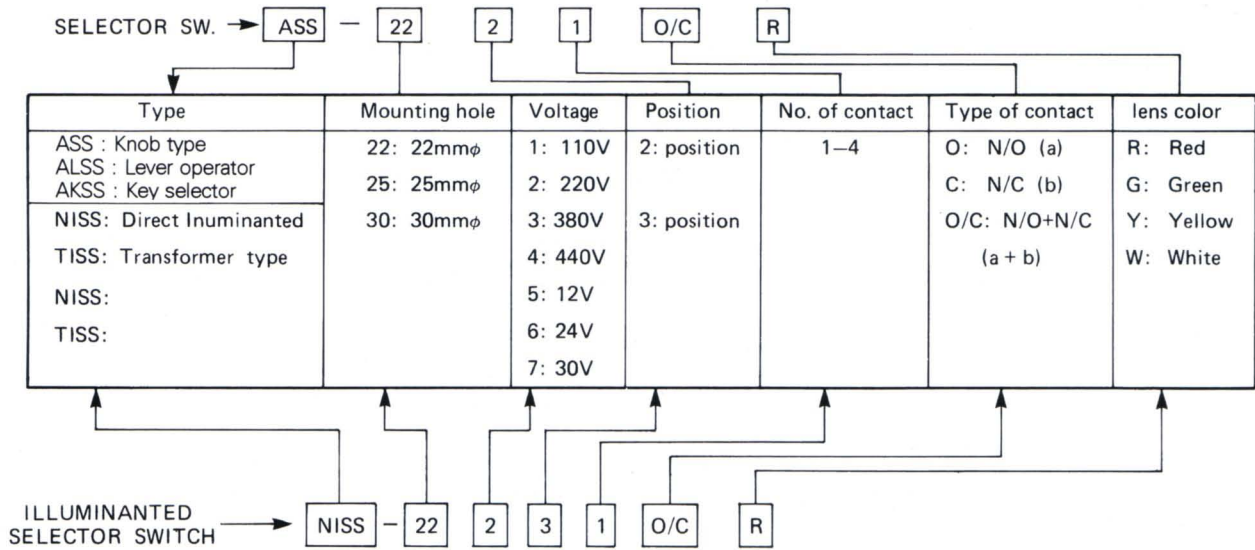 SELECTOR SW. → ASS – 22 2 1 O/C R
Type Mounting hole Voltage Position No. of contact Type of contact lens color
ASS : Knob type 22: 22mmφ 1: 110V 2: position 1–4 O: N/O (a) R: Red
ALSS : Lever operator
AKSS : Key selector 25: 25mmφ 2: 220V C: N/C (b) G: Green
NISS: Direct Inuminanted 30: 30mmφ 3: 380V 3: position O/C: N/O+N/C Y: Yellow
TISS: Transformer type 4: 440V (a + b) W: White
NISS: 5: 12V
TISS: 6: 24V
7: 30V
ILLUMINANTED
SELECTOR SWITCH → NISS – 22 2 3 1 O/C R